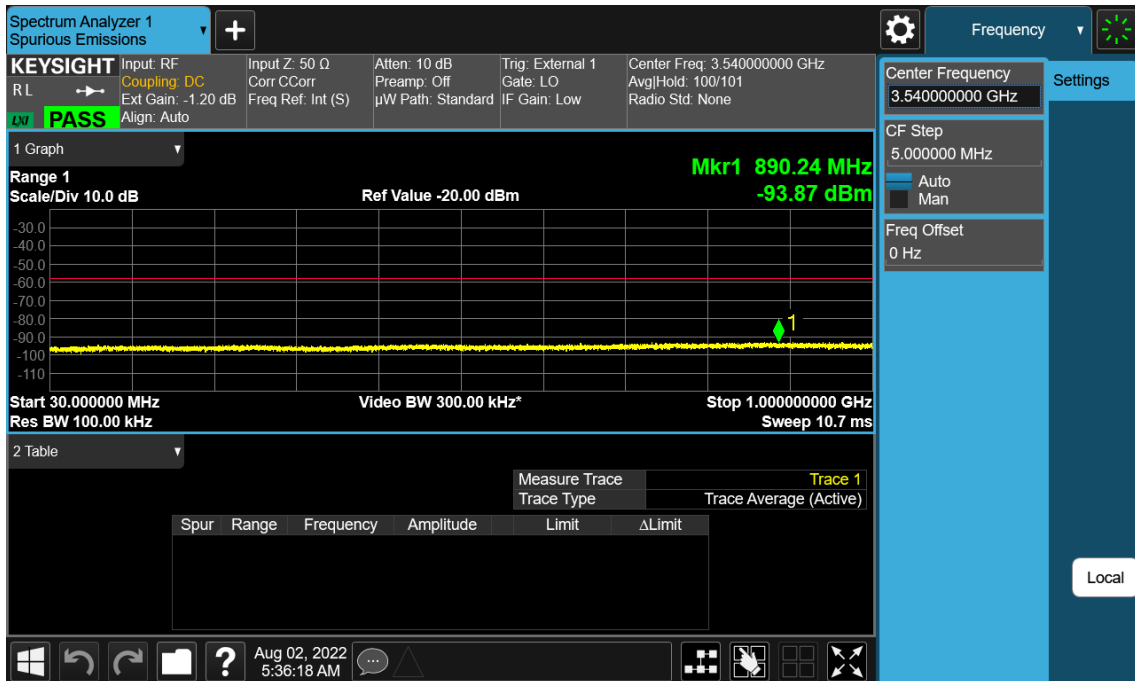 Spectrum Analyzer 1
Spurious Emissions
Frequency
KEYSIGHT
R L
LXI
PASS
Input: RF
Coupling: DC
Ext Gain: -1.20 dB
Align: Auto
Input Z: 50 Ω
Corr CCorr
Freq Ref: Int (S)
Atten: 10 dB
Preamp: Off
µW Path: Standard
Trig: External 1
Gate: LO
IF Gain: Low
Center Freq: 3.540000000 GHz
Avg|Hold: 100/101
Radio Std: None
Center Frequency
3.540000000 GHz
Settings
CF Step
5.000000 MHz
Auto
Man
Freq Offset
0 Hz
1 Graph
Range 1
Scale/Div 10.0 dB
Ref Value -20.00 dBm
Mkr1 890.24 MHz
-93.87 dBm
-30.0
-40.0
-50.0
-60.0
-70.0
-80.0
-90.0
-100
-110
1
Start 30.000000 MHz
Video BW 300.00 kHz*
Stop 1.000000000 GHz
Res BW 100.00 kHz
Sweep 10.7 ms
2 Table
Measure Trace Trace 1
Trace Type Trace Average (Active)
Spur Range Frequency Amplitude Limit ΔLimit
Local
Aug 02, 2022
5:36:18 AM